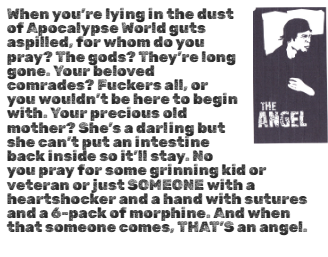 When you're lying in the dust
of Apocalypse World guts
aspilled, for whom do you
pray? The gods? They're long
gone. Your beloved
comrades? Fuckers all, or
you wouldn't be here to begin
with. Your precious old
mother? She's a darling but
she can't put an intestine
back inside so it'll stay. No
you pray for some grinning kid or
veteran or just SOMEONE with a
heartshocker and a hand with sutures
and a 6-pack of morphine. And when
that someone comes, THAT'S an angel.
THE
ANGEL